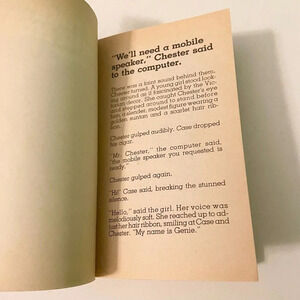 "We'll need a mobile
speaker," Chester said
to the computer.
There was a faint sound behind them.
Chester turned. A young girl stood look-
ing around as if fascinated by the Vic-
torian decor. She caught Chester's eye
and stepped around to stand before
him, a slender, modest figure wearing a
golden suntan and a scarlet hair rib-
bon.
Chester gulped audibly. Case dropped
his cigar.
"Mr. Chester," the computer said,
"the mobile speaker you requested is
ready."
Chester gulped again.
"Hi!" Case said, breaking the stunned
silence.
"Hello," said the girl. Her voice was
melodiously soft. She reached up to ad-
just her hair ribbon, smiling at Case and
Chester. "My name is Genie."